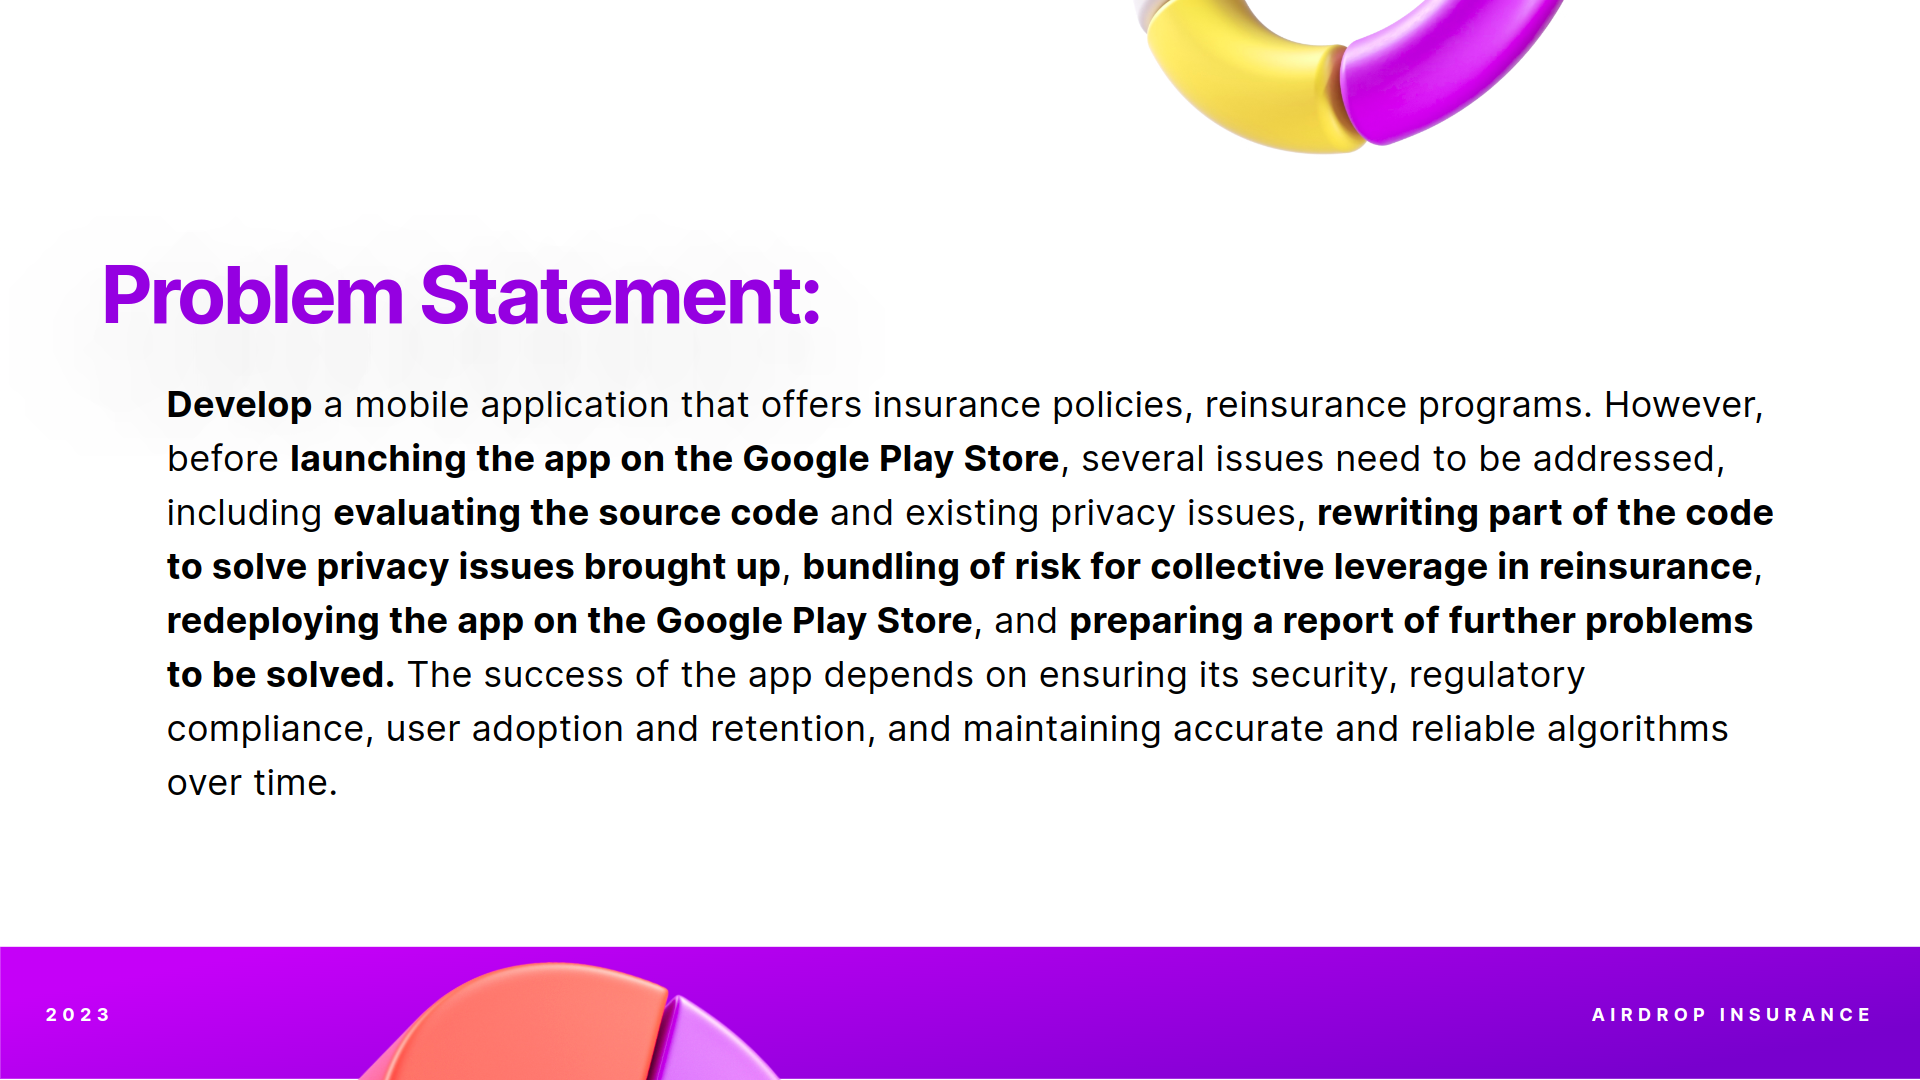 Problem Statement:
Develop a mobile application that offers insurance policies, reinsurance programs. However,
before launching the app on the Google Play Store, several issues need to be addressed,
including evaluating the source code and existing privacy issues, rewriting part of the code
to solve privacy issues brought up, bundling of risk for collective leverage in reinsurance,
redeploying the app on the Google Play Store, and preparing a report of further problems
to be solved. The success of the app depends on ensuring its security, regulatory
compliance, user adoption and retention, and maintaining accurate and reliable algorithms
over time.
2023
AIRDROP INSURANCE